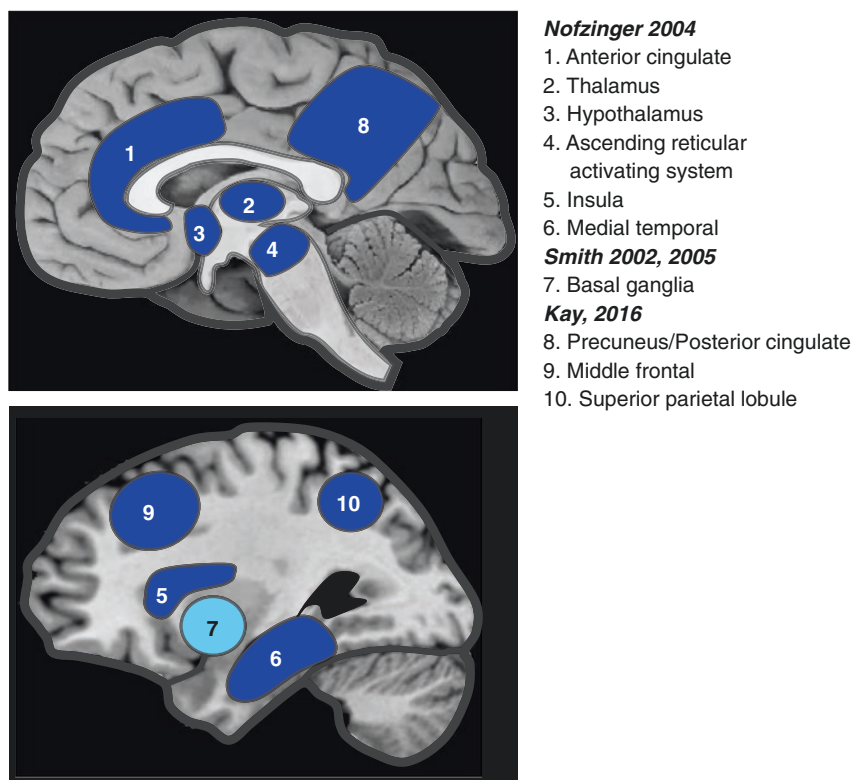 1
8
2
3
4
9
10
5
7
6
Nofzinger 2004
1. Anterior cingulate
2. Thalamus
3. Hypothalamus
4. Ascending reticular
activating system
5. Insula
6. Medial temporal
Smith 2002, 2005
7. Basal ganglia
Kay, 2016
8. Precuneus/Posterior cingulate
9. Middle frontal
10. Superior parietal lobule